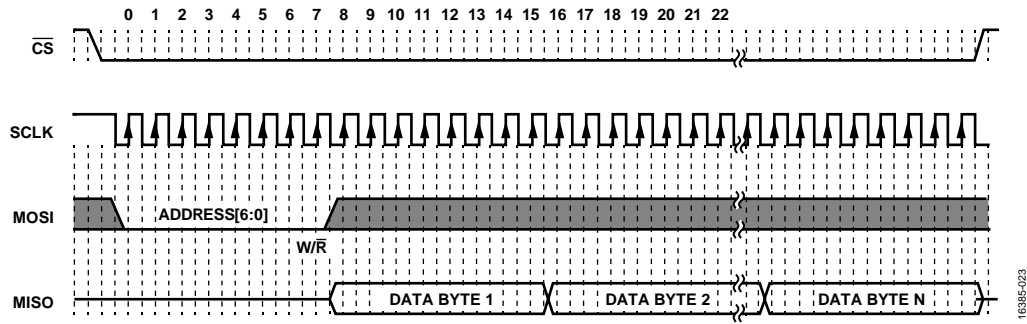 0 1 2 3 4 5 6 7 8 9 10 11 12 13 14 15 16 17 18 19 20 21 22
CS
SCLK
MOSI
ADDRESS[6:0]
W/R
MISO
DATA BYTE 1
DATA BYTE 2
DATA BYTE N
16385-023